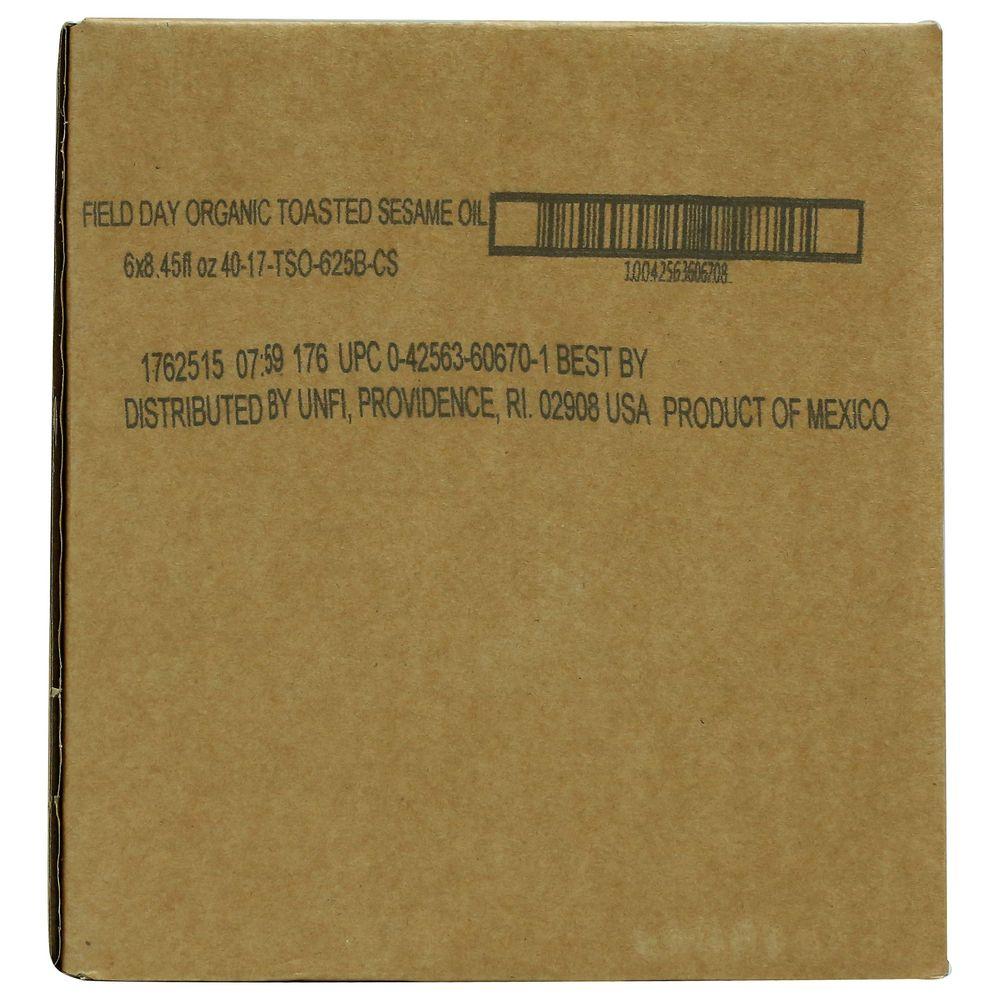 FIELD DAY ORGANIC TOASTED SESAME OIL
6x8.45fl oz 40-17-TSO-625B-CS
10042563606708
1762515 07:59 176 UPC 0-42563-60670-1 BEST BY
DISTRIBUTED BY UNFI, PROVIDENCE, RI. 02908 USA PRODUCT OF MEXICO